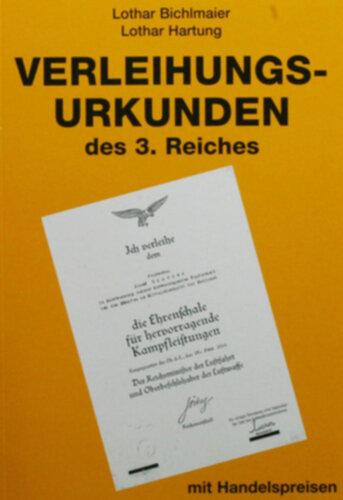 Lothar Bichlmaier
Lothar Hartung
VERLEIHUNGS-
URKUNDEN
des 3. Reiches
Ich verleihe
dem
die Ehrenschale
für hervorragende
Kampfleistungen
Der Reichsminister der Luftfahrt
und Oberbefehlshaber der Luftwaffe
mit Handelspreisen